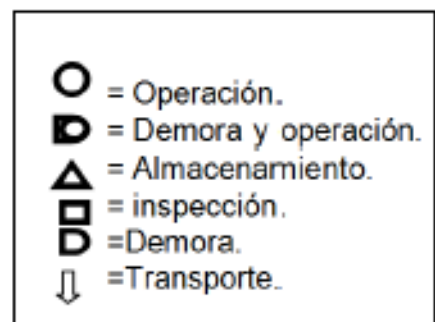 = Operación.
= Demora y operación.
= Almacenamiento.
= inspección.
=Demora.
=Transporte.